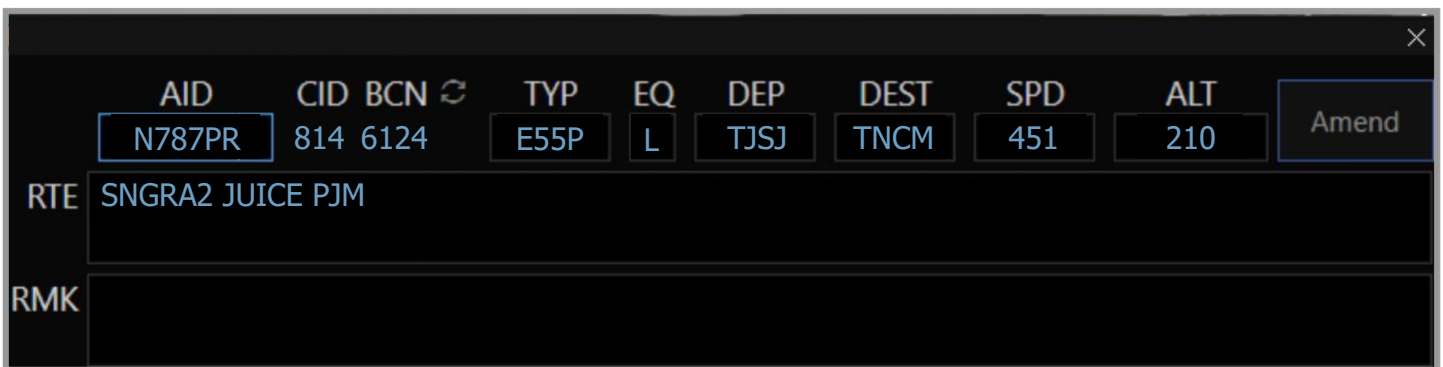 AID CID BCN TYP EQ DEP DEST SPD ALT
N787PR 814 6124 E55P L TJSJ TNCM 451 210 Amend
RTE SNGRA2 JUICE PJM
RMK